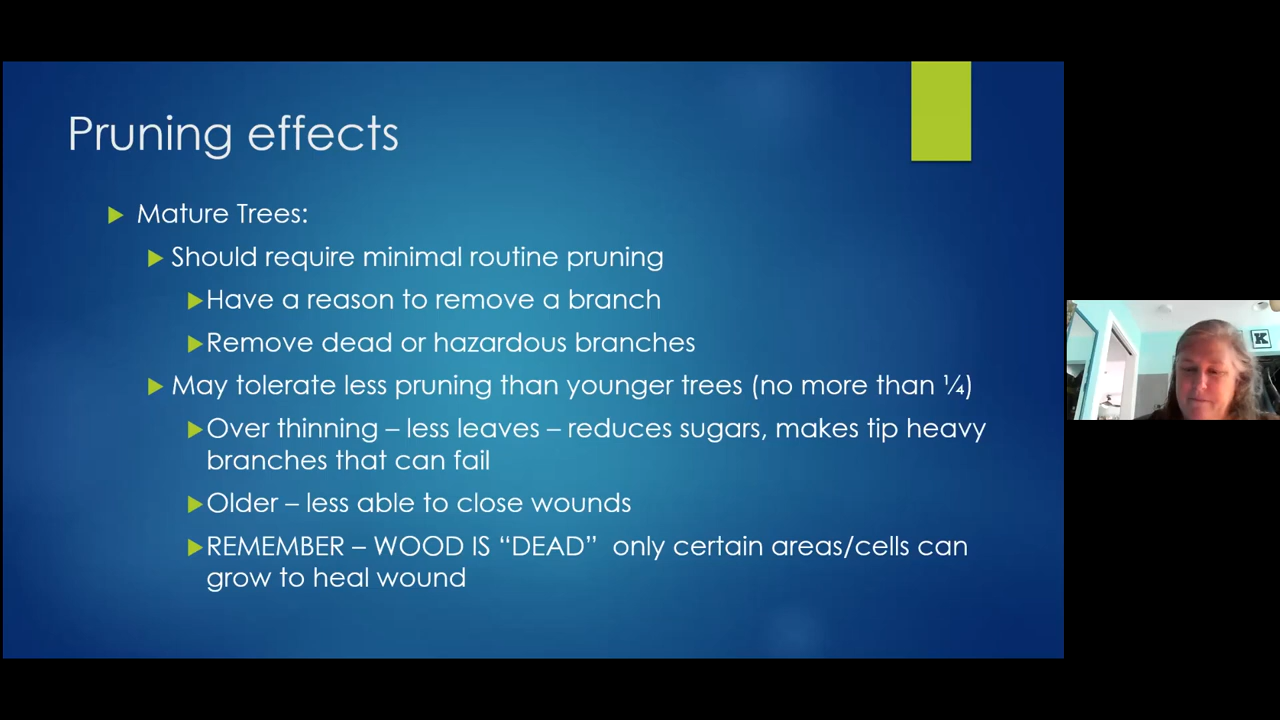 Pruning effects
Mature Trees:
Should require minimal routine pruning
Have a reason to remove a branch
Remove dead or hazardous branches
May tolerate less pruning than younger trees (no more than ¼)
Over thinning – less leaves – reduces sugars, makes tip heavy
branches that can fail
Older – less able to close wounds
REMEMBER – WOOD IS “DEAD”  only certain areas/cells can
grow to heal wound
K